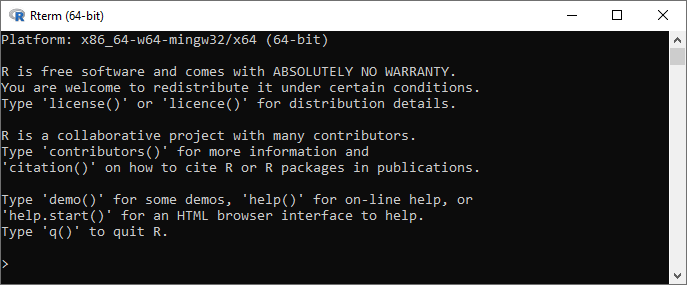 Rterm (64-bit)
Platform: x86_64-w64-mingw32/x64 (64-bit)
R is free software and comes with ABSOLUTELY NO WARRANTY.
You are welcome to redistribute it under certain conditions.
Type 'license()' or 'licence()' for distribution details.
R is a collaborative project with many contributors.
Type 'contributors()' for more information and
'citation()' on how to cite R or R packages in publications.
Type 'demo()' for some demos, 'help()' for on-line help, or
'help.start()' for an HTML browser interface to help.
Type 'q()' to quit R.
>